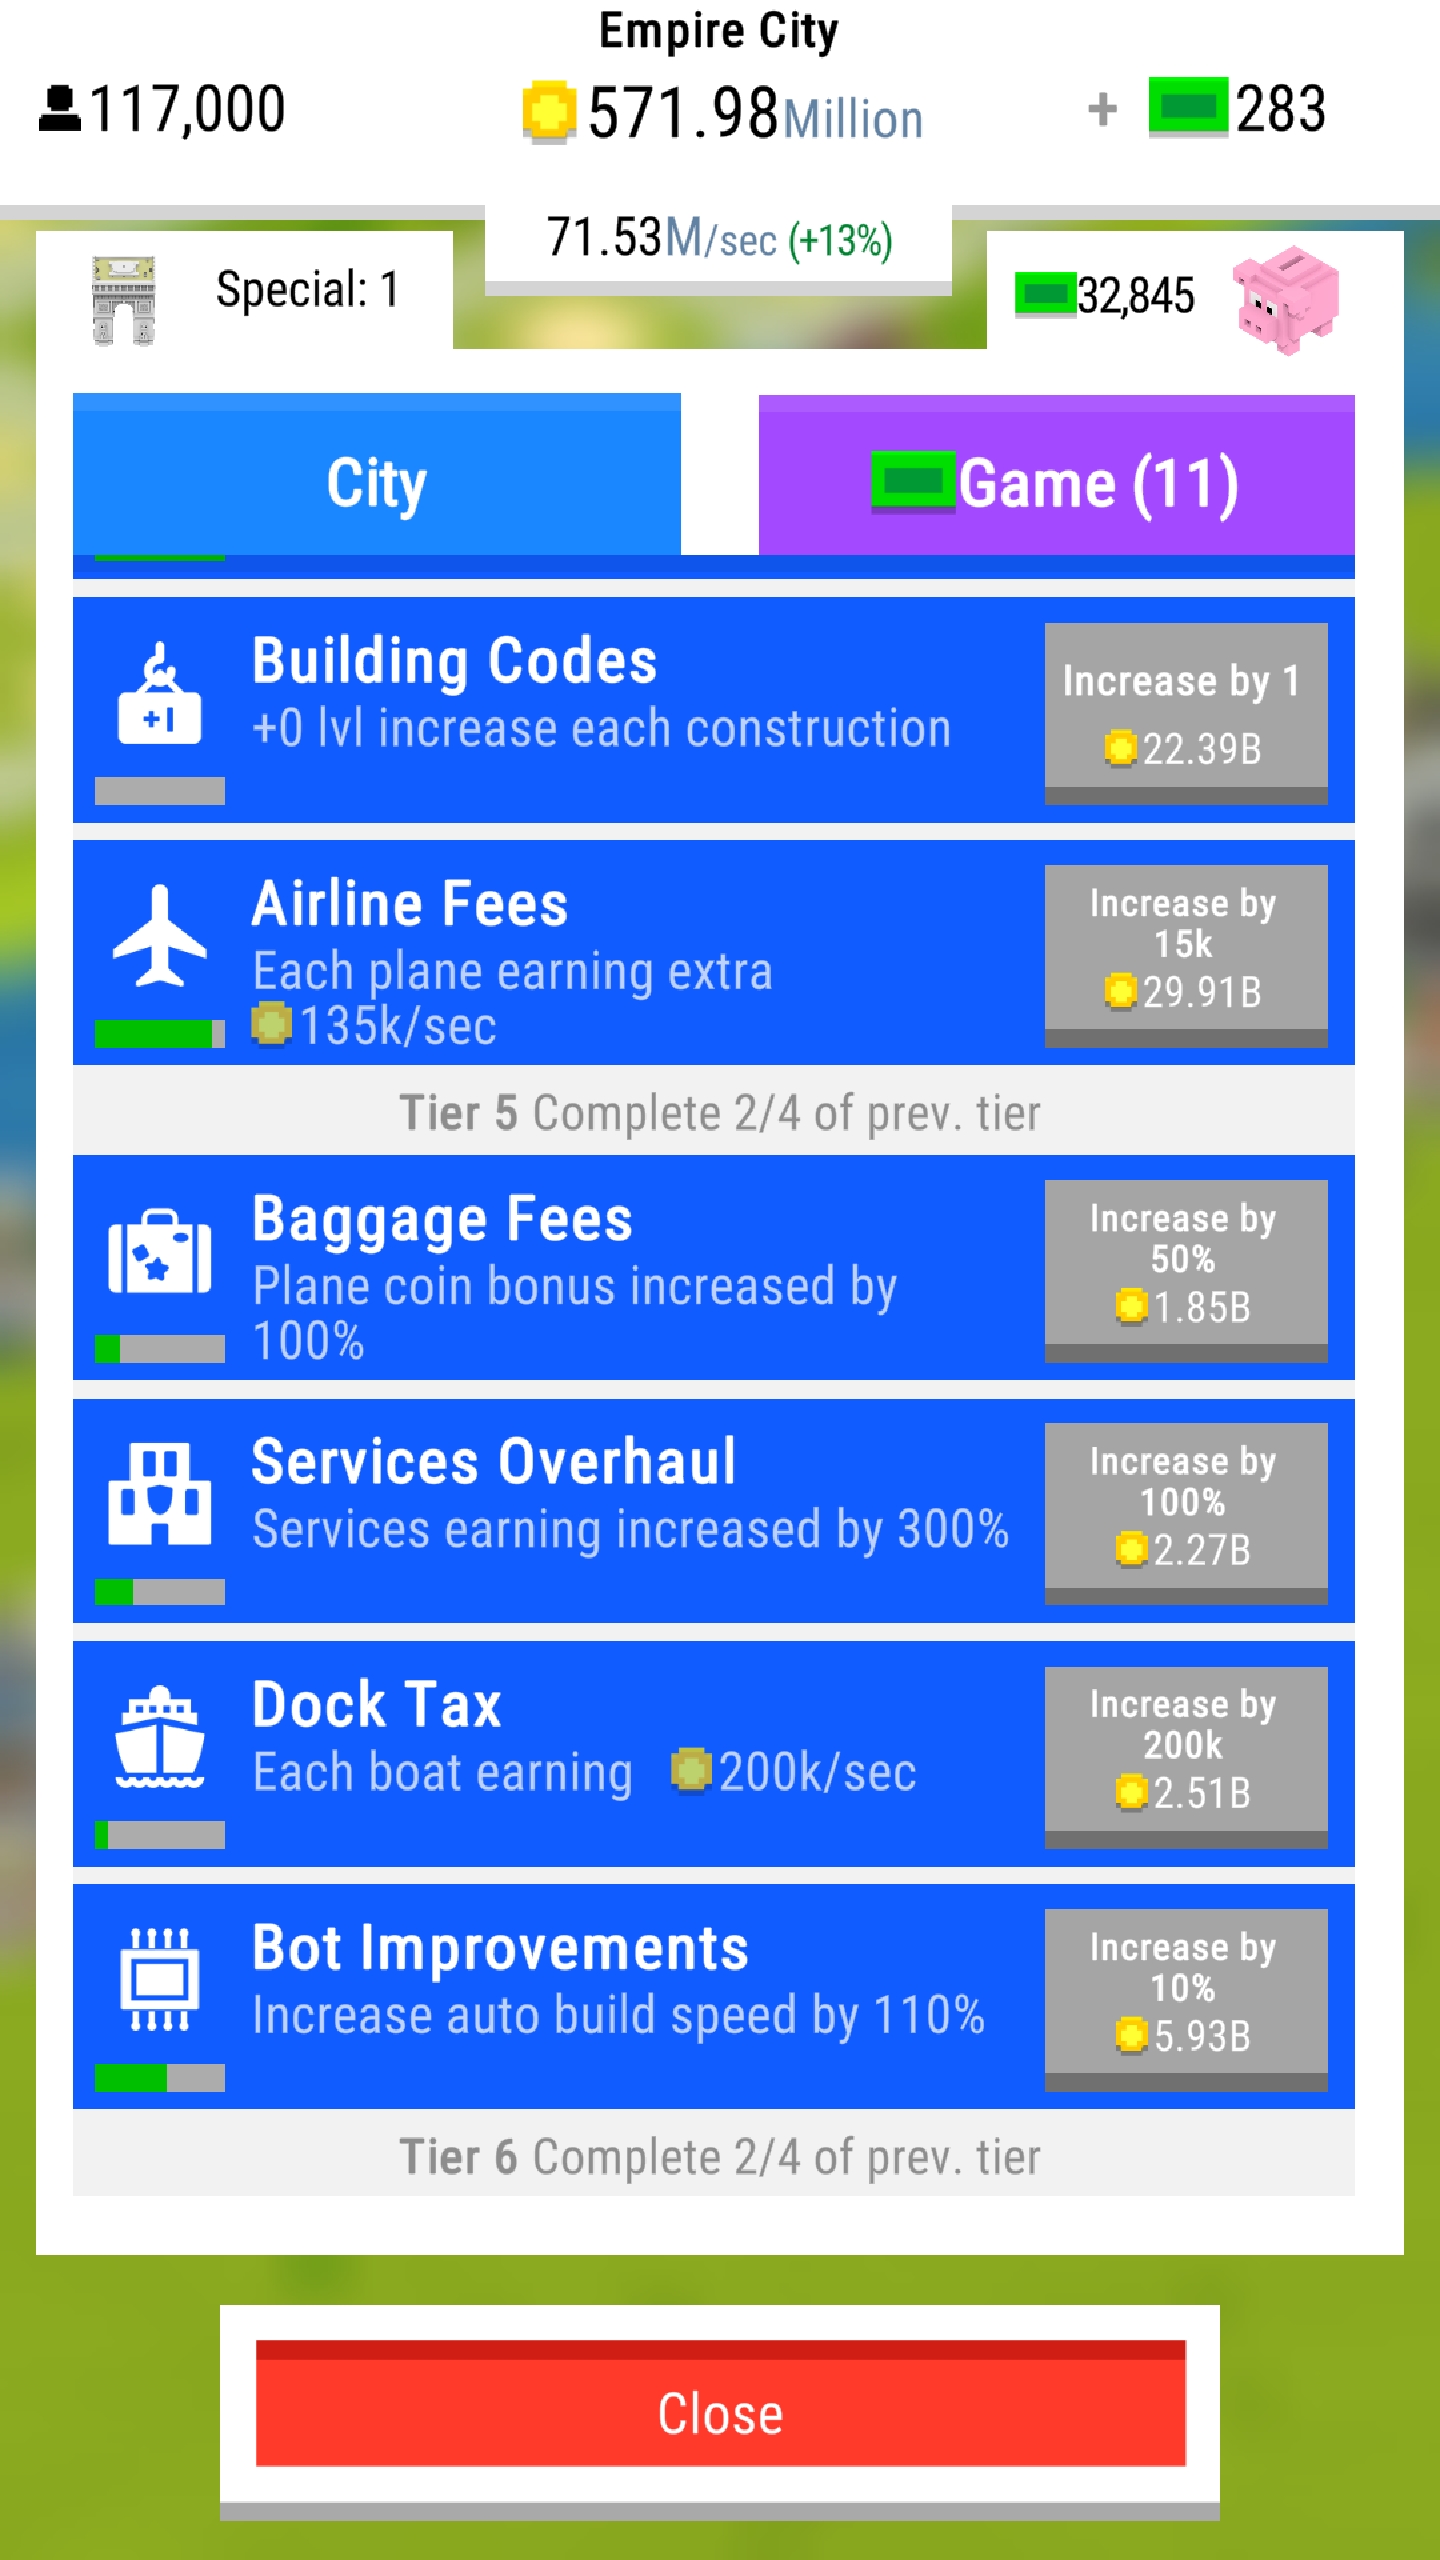 Empire City
117,000
571.98Million
+ 283
71.53M/sec (+13%)
Special: 1
32,845
City
Game (11)
Building Codes
+0 lvl increase each construction
+1
Increase by 1
22.39B
Airline Fees
Each plane earning extra
135k/sec
Increase by
15k
29.91B
Tier 5 Complete 2/4 of prev. tier
Baggage Fees
Plane coin bonus increased by
100%
Increase by
50%
1.85B
Services Overhaul
Services earning increased by 300%
Increase by
100%
2.27B
Dock Tax
Each boat earning 200k/sec
Increase by
200k
2.51B
Bot Improvements
Increase auto build speed by 110%
Increase by
10%
5.93B
Tier 6 Complete 2/4 of prev. tier
Close